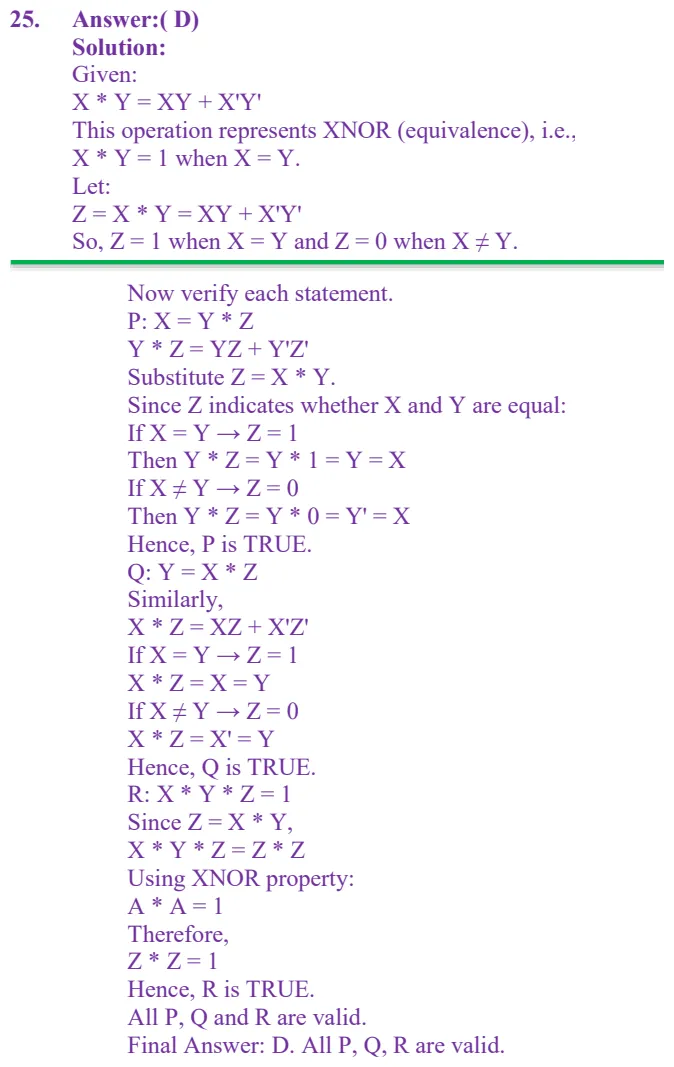 25. Answer:( D)
Solution:
Given:
X * Y = XY + X'Y'
This operation represents XNOR (equivalence), i.e.,
X * Y = 1 when X = Y.
Let:
Z = X * Y = XY + X'Y'
So, Z = 1 when X = Y and Z = 0 when X ≠ Y.
Now verify each statement.
P: X = Y * Z
Y * Z = YZ + Y'Z'
Substitute Z = X * Y.
Since Z indicates whether X and Y are equal:
If X = Y → Z = 1
Then Y * Z = Y * 1 = Y = X
If X ≠ Y → Z = 0
Then Y * Z = Y * 0 = Y' = X
Hence, P is TRUE.
Q: Y = X * Z
Similarly,
X * Z = XZ + X'Z'
If X = Y → Z = 1
X * Z = X = Y
If X ≠ Y → Z = 0
X * Z = X' = Y
Hence, Q is TRUE.
R: X * Y * Z = 1
Since Z = X * Y,
X * Y * Z = Z * Z
Using XNOR property:
A * A = 1
Therefore,
Z * Z = 1
Hence, R is TRUE.
All P, Q and R are valid.
Final Answer: D. All P, Q, R are valid.